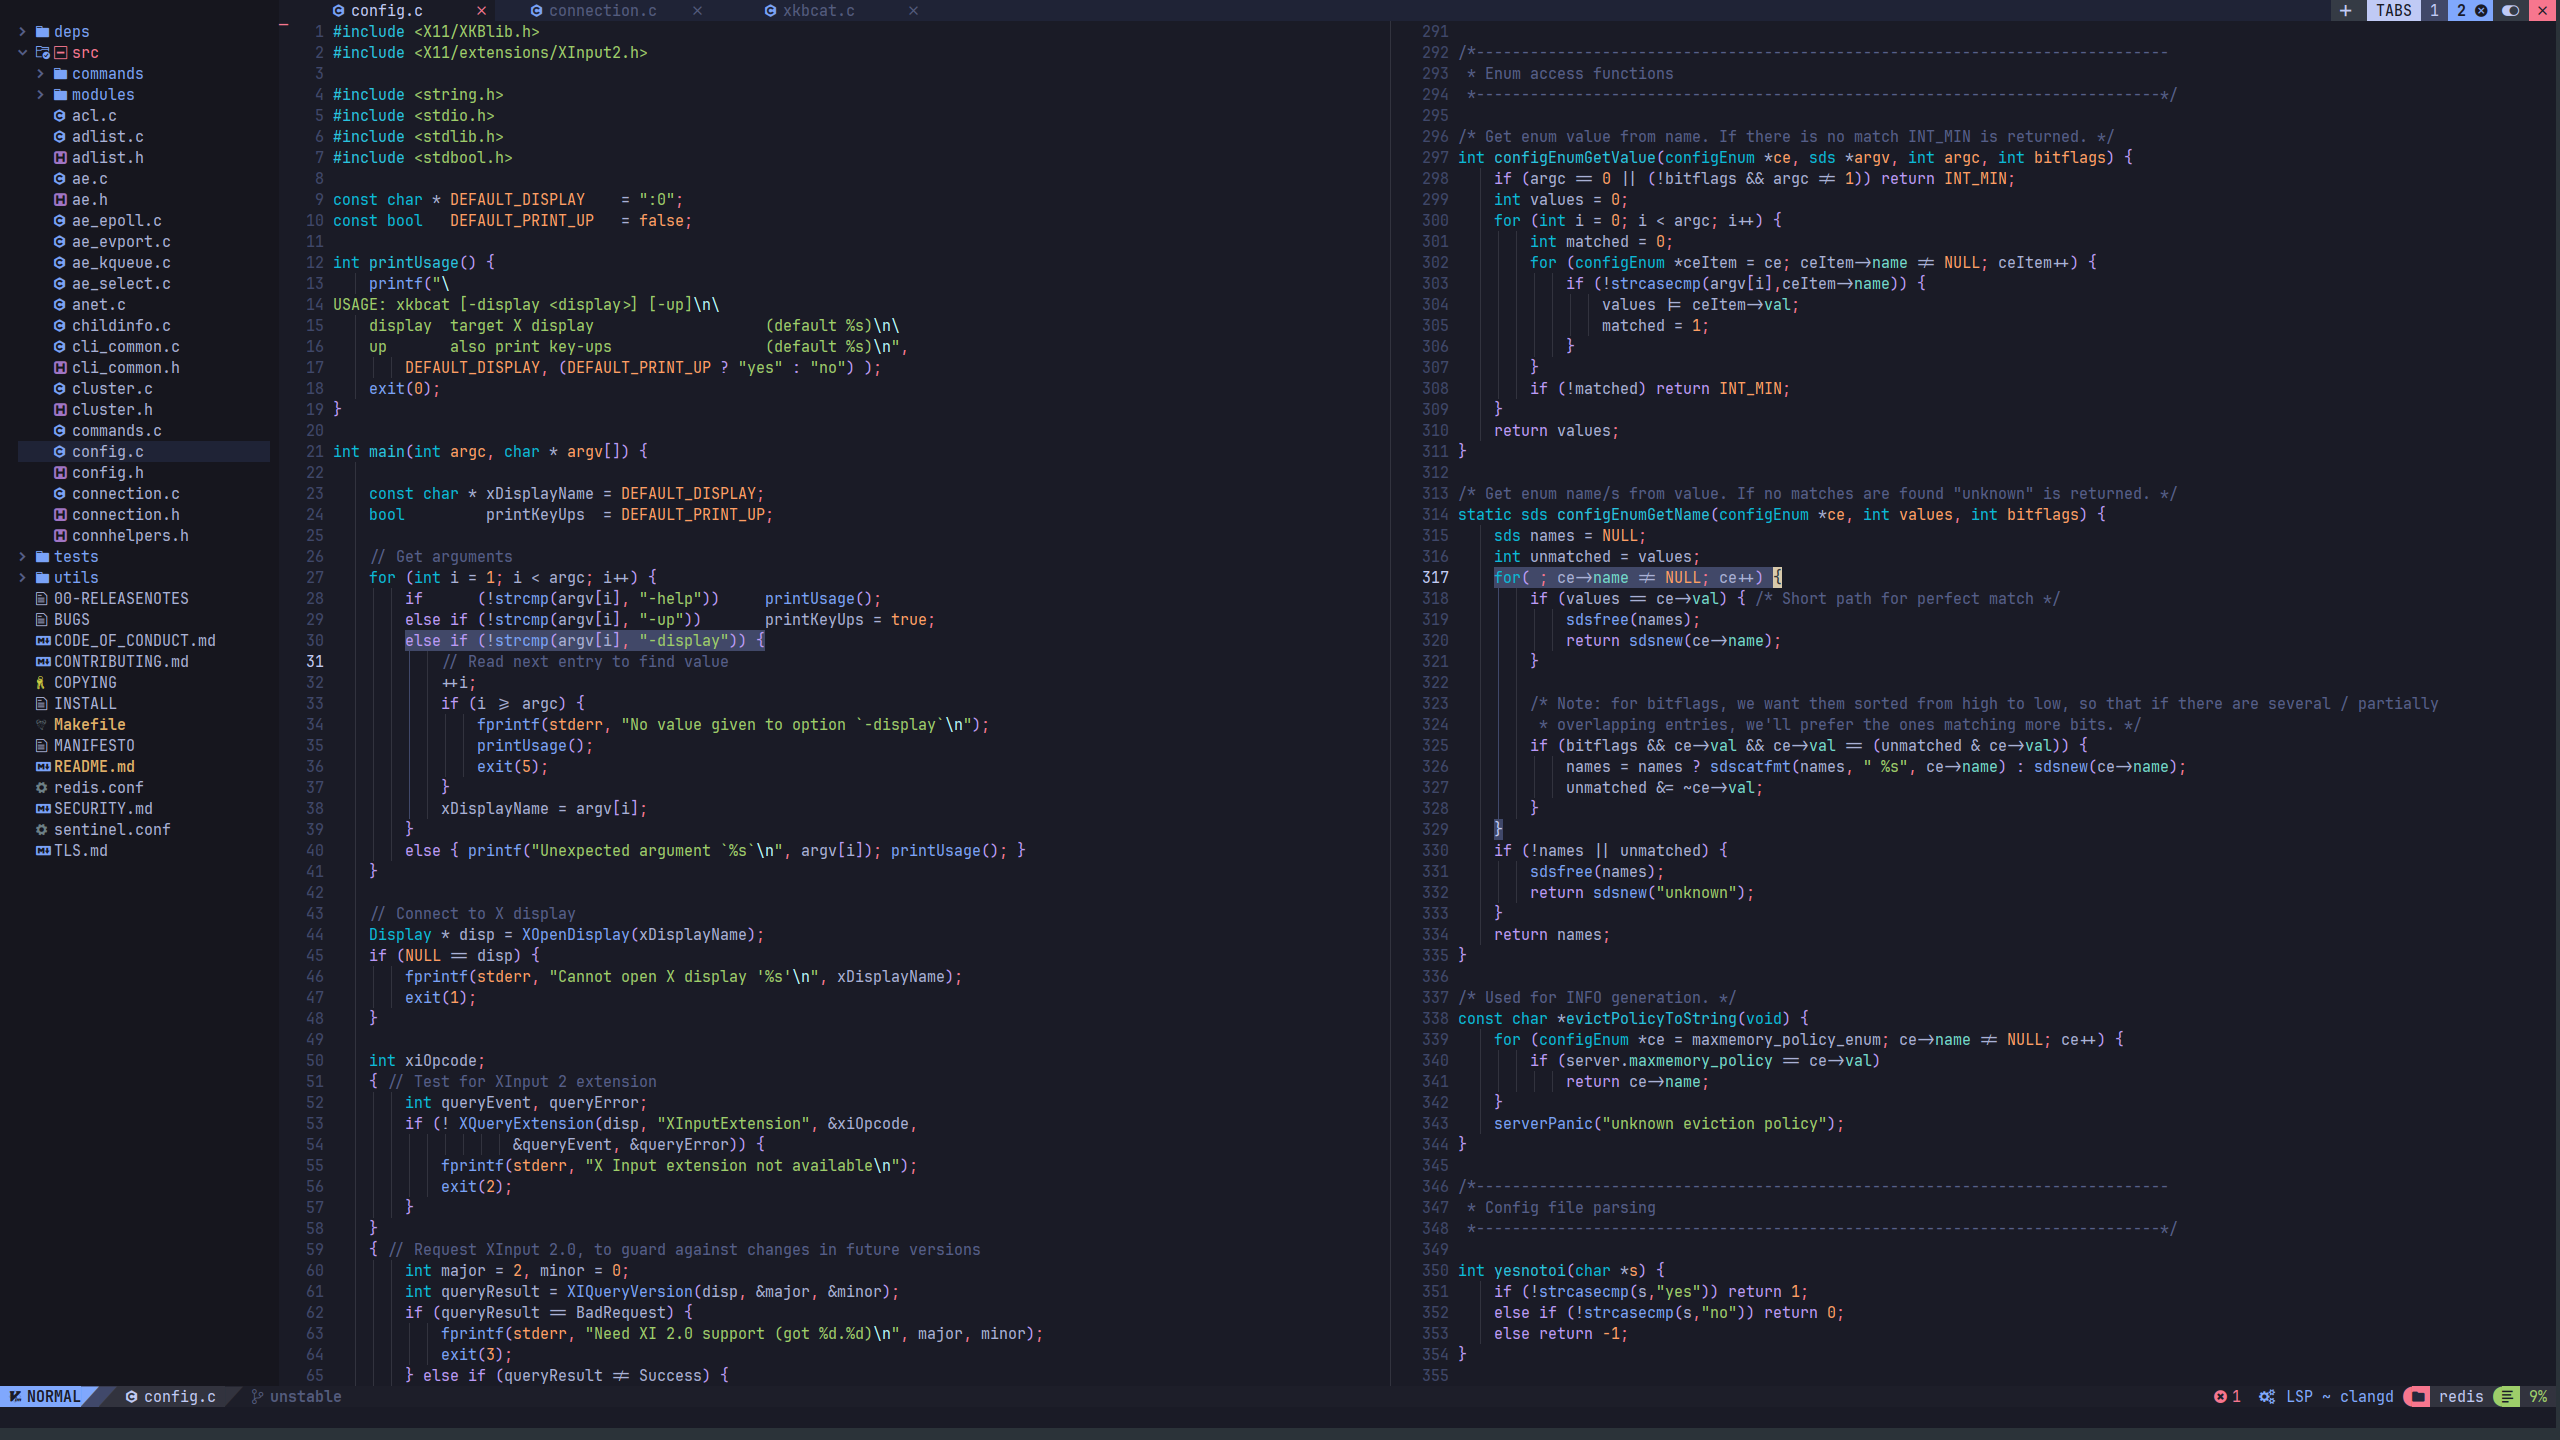 config.c
connection.c
xkbcat.c
TABS 1 2
deps
src
commands
modules
acl.c
adlist.c
adlist.h
ae.c
ae.h
ae_epoll.c
ae_evport.c
ae_kqueue.c
ae_select.c
anet.c
childinfo.c
cli_common.c
cli_common.h
cluster.c
cluster.h
commands.c
config.c
config.h
connection.c
connection.h
connhelpers.h
tests
utils
00-RELEASENOTES
BUGS
CODE_OF_CONDUCT.md
CONTRIBUTING.md
COPYING
INSTALL
Makefile
MANIFESTO
README.md
redis.conf
SECURITY.md
sentinel.conf
TLS.md
1 #include <X11/XKBlib.h>
2 #include <X11/extensions/XInput2.h>
3
4 #include <string.h>
5 #include <stdio.h>
6 #include <stdlib.h>
7 #include <stdbool.h>
8
9 const char * DEFAULT_DISPLAY    = ":0";
10 const bool   DEFAULT_PRINT_UP   = false;
11
12 int printUsage() {
13     printf("\
14 USAGE: xkbcat [-display <display>] [-up]\n\
15     display  target X display                   (default %s)\n\
16     up       also print key-ups                 (default %s)\n",
17         DEFAULT_DISPLAY, (DEFAULT_PRINT_UP ? "yes" : "no") );
18     exit(0);
19 }
20
21 int main(int argc, char * argv[]) {
22
23     const char * xDisplayName = DEFAULT_DISPLAY;
24     bool         printKeyUps  = DEFAULT_PRINT_UP;
25
26     // Get arguments
27     for (int i = 1; i < argc; i++) {
28         if      (!strcmp(argv[i], "-help"))     printUsage();
29         else if (!strcmp(argv[i], "-up"))       printKeyUps = true;
30         else if (!strcmp(argv[i], "-display")) {
31             // Read next entry to find value
32             ++i;
33             if (i >= argc) {
34                 fprintf(stderr, "No value given to option `-display`\n");
35                 printUsage();
36                 exit(5);
37             }
38             xDisplayName = argv[i];
39         }
40         else { printf("Unexpected argument `%s`\n", argv[i]); printUsage(); }
41     }
42
43     // Connect to X display
44     Display * disp = XOpenDisplay(xDisplayName);
45     if (NULL == disp) {
46         fprintf(stderr, "Cannot open X display '%s'\n", xDisplayName);
47         exit(1);
48     }
49
50     int xiOpcode;
51     { // Test for XInput 2 extension
52         int queryEvent, queryError;
53         if (! XQueryExtension(disp, "XInputExtension", &xiOpcode,
54                     &queryEvent, &queryError)) {
55             fprintf(stderr, "X Input extension not available\n");
56             exit(2);
57         }
58     }
59     { // Request XInput 2.0, to guard against changes in future versions
60         int major = 2, minor = 0;
61         int queryResult = XIQueryVersion(disp, &major, &minor);
62         if (queryResult == BadRequest) {
63             fprintf(stderr, "Need XI 2.0 support (got %d.%d)\n", major, minor);
64             exit(3);
65         } else if (queryResult != Success) {
291
292 /*-----------------------------------------------------------------------------
293  * Enum access functions
294  *----------------------------------------------------------------------------*/
295
296 /* Get enum value from name. If there is no match INT_MIN is returned. */
297 int configEnumGetValue(configEnum *ce, sds *argv, int argc, int bitflags) {
298     if (argc == 0 || (!bitflags && argc != 1)) return INT_MIN;
299     int values = 0;
300     for (int i = 0; i < argc; i++) {
301         int matched = 0;
302         for (configEnum *ceItem = ce; ceItem->name != NULL; ceItem++) {
303             if (!strcasecmp(argv[i],ceItem->name)) {
304                 values |= ceItem->val;
305                 matched = 1;
306             }
307         }
308         if (!matched) return INT_MIN;
309     }
310     return values;
311 }
312
313 /* Get enum name/s from value. If no matches are found "unknown" is returned. */
314 static sds configEnumGetName(configEnum *ce, int values, int bitflags) {
315     sds names = NULL;
316     int unmatched = values;
317     for( ; ce->name != NULL; ce++) {
318         if (values == ce->val) { /* Short path for perfect match */
319             sdsfree(names);
320             return sdsnew(ce->name);
321         }
322
323         /* Note: for bitflags, we want them sorted from high to low, so that if there are several / partially
324          * overlapping entries, we'll prefer the ones matching more bits. */
325         if (bitflags && ce->val && ce->val == (unmatched & ce->val)) {
326             names = names ? sdscatfmt(names, " %s", ce->name) : sdsnew(ce->name);
327             unmatched &= ~ce->val;
328         }
329     }
330     if (!names || unmatched) {
331         sdsfree(names);
332         return sdsnew("unknown");
333     }
334     return names;
335 }
336
337 /* Used for INFO generation. */
338 const char *evictPolicyToString(void) {
339     for (configEnum *ce = maxmemory_policy_enum; ce->name != NULL; ce++) {
340         if (server.maxmemory_policy == ce->val)
341             return ce->name;
342     }
343     serverPanic("unknown eviction policy");
344 }
345
346 /*-----------------------------------------------------------------------------
347  * Config file parsing
348  *----------------------------------------------------------------------------*/
349
350 int yesnotoi(char *s) {
351     if (!strcasecmp(s,"yes")) return 1;
352     else if (!strcasecmp(s,"no")) return 0;
353     else return -1;
354 }
355
NORMAL config.c unstable
1 LSP ~ clangd redis 9%